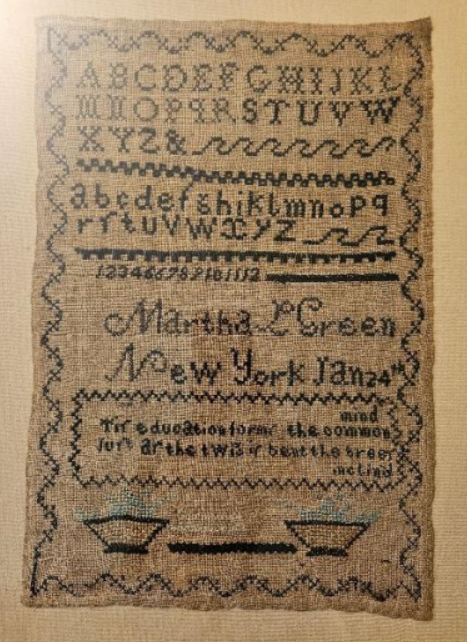 ABCDEFGHIJKL
MNOPQRSTUVW
XYZ&
abcdefghijklmnopq
rſtuvwxyz
123456789101112
Martha L Green
New York Jan 24th
mind
Tiſ education formſ the common
Juſt aſ the twig iſ bent the treeſ
inclind